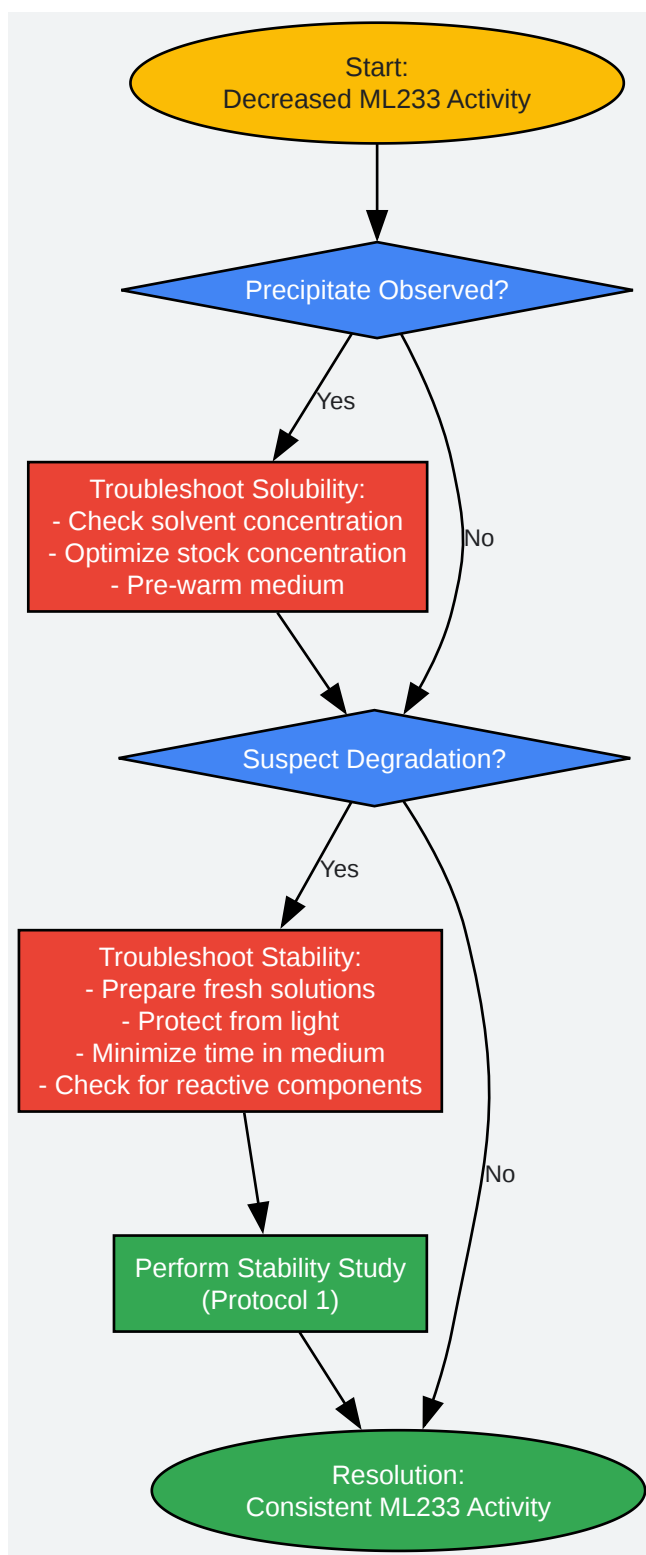 Start:
Decreased ML233 Activity
Precipitate Observed?
Yes
Troubleshoot Solubility:
- Check solvent concentration
- Optimize stock concentration
- Pre-warm medium
No
Suspect Degradation?
Yes
Troubleshoot Stability:
- Prepare fresh solutions
- Protect from light
- Minimize time in medium
- Check for reactive components
No
Perform Stability Study
(Protocol 1)
Resolution:
Consistent ML233 Activity